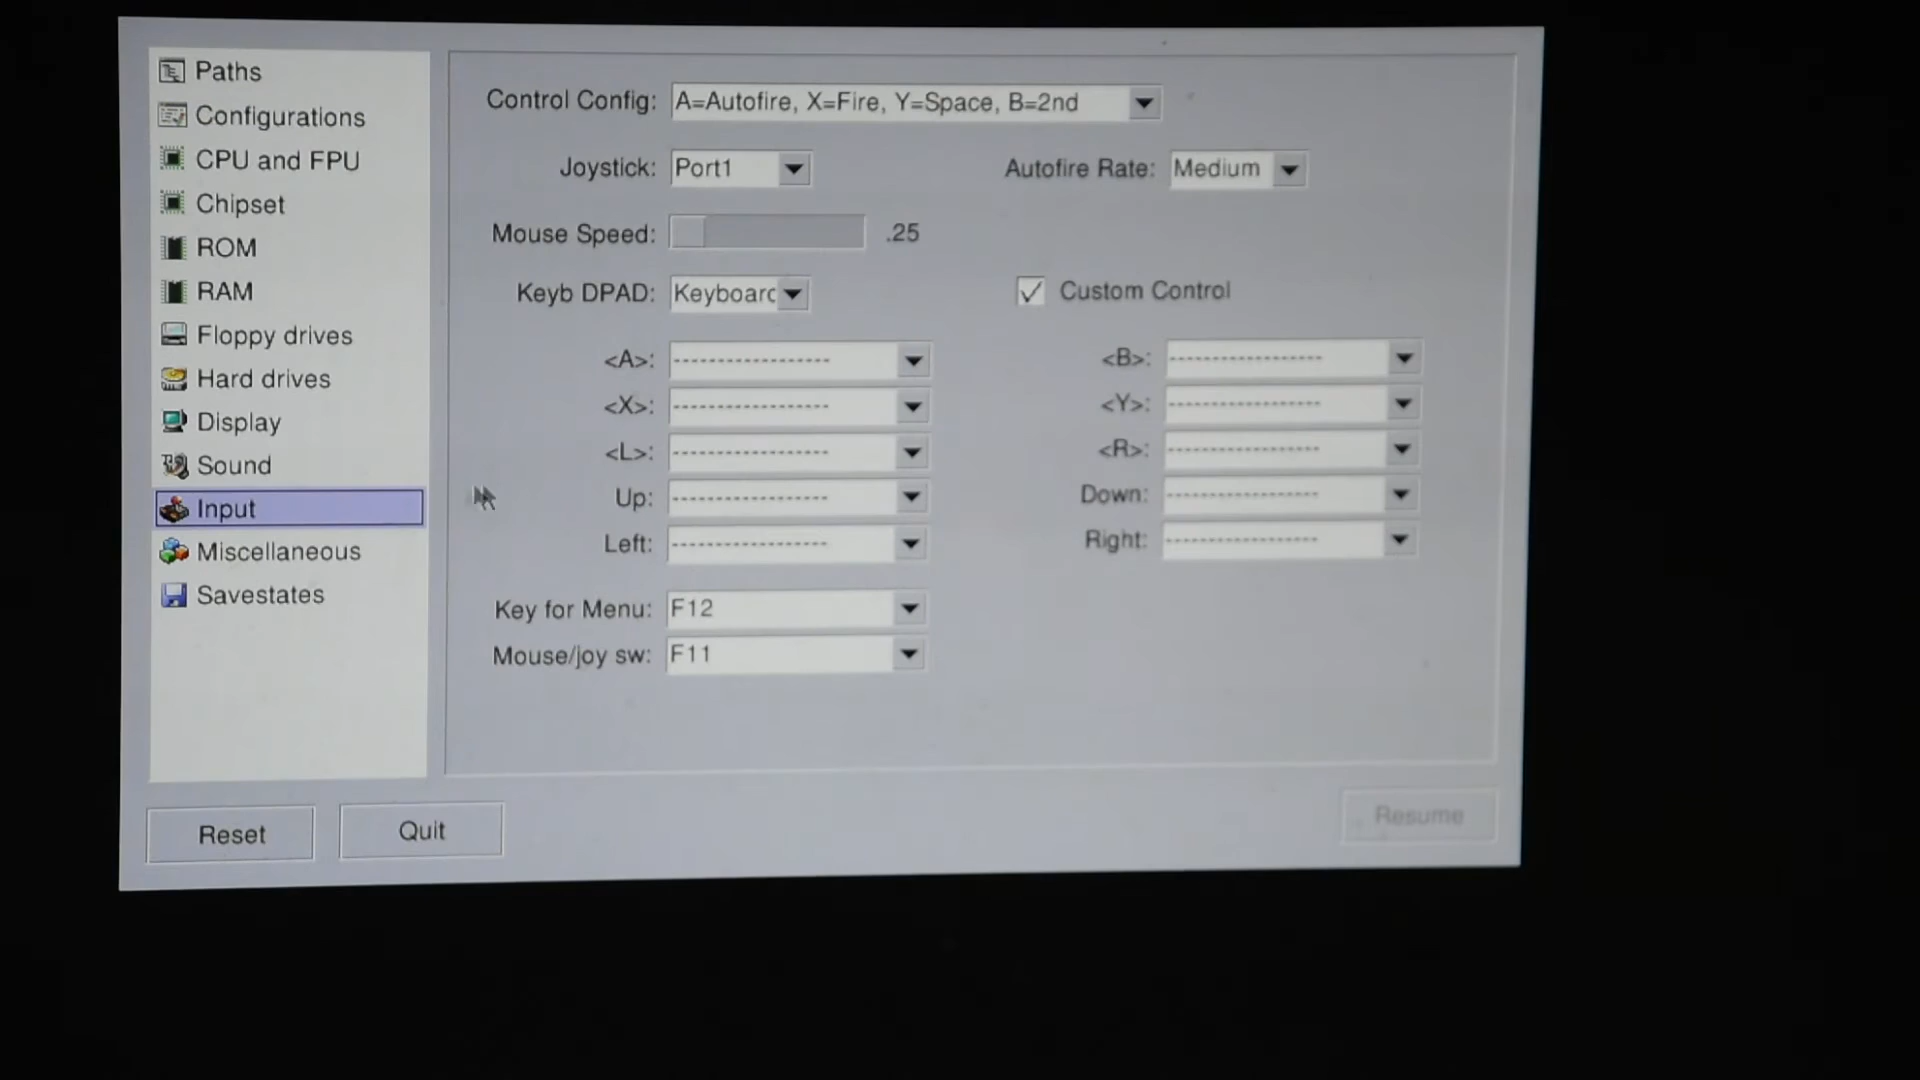 Paths
Configurations
CPU and FPU
Chipset
ROM
RAM
Floppy drives
Hard drives
Display
Sound
Input
Miscellaneous
Savestates
Control Config: A=Autofire, X=Fire, Y=Space, B=2nd
Joystick: Port1 Autofire Rate: Medium
Mouse Speed: .25
Keyb DPAD: Keyboarc Custom Control
<A>: ------------------ <B>: ------------------
<X>: ------------------ <Y>: ------------------
<L>: ------------------ <R>: ------------------
Up: ------------------ Down: ------------------
Left: ------------------ Right: ------------------
Key for Menu: F12
Mouse/joy sw: F11
Reset Quit Resume